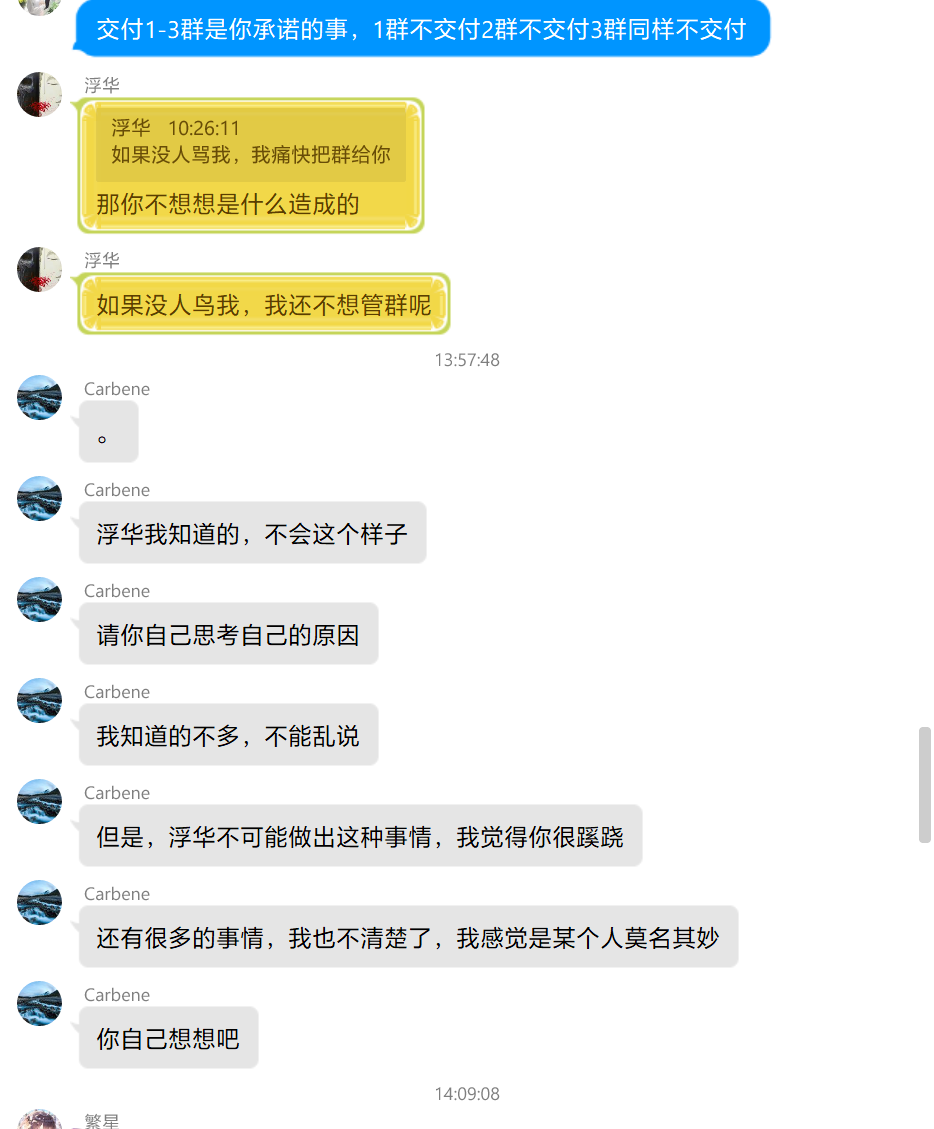 交付1-3群是你承诺的事，1群不交付2群不交付3群同样不交付
浮华
浮华 10:26:11
如果没人骂我，我痛快把群给你
那你不想想是什么造成的
浮华
如果没人鸟我，我还不想管群呢
13:57:48
Carbene
。
Carbene
浮华我知道的，不会这个样子
Carbene
请你自己思考自己的原因
Carbene
我知道的不多，不能乱说
Carbene
但是，浮华不可能做出这种事情，我觉得你很蹊跷
Carbene
还有很多的事情，我也不清楚了，我感觉是某个人莫名其妙
Carbene
你自己想想吧
14:09:08
繁星